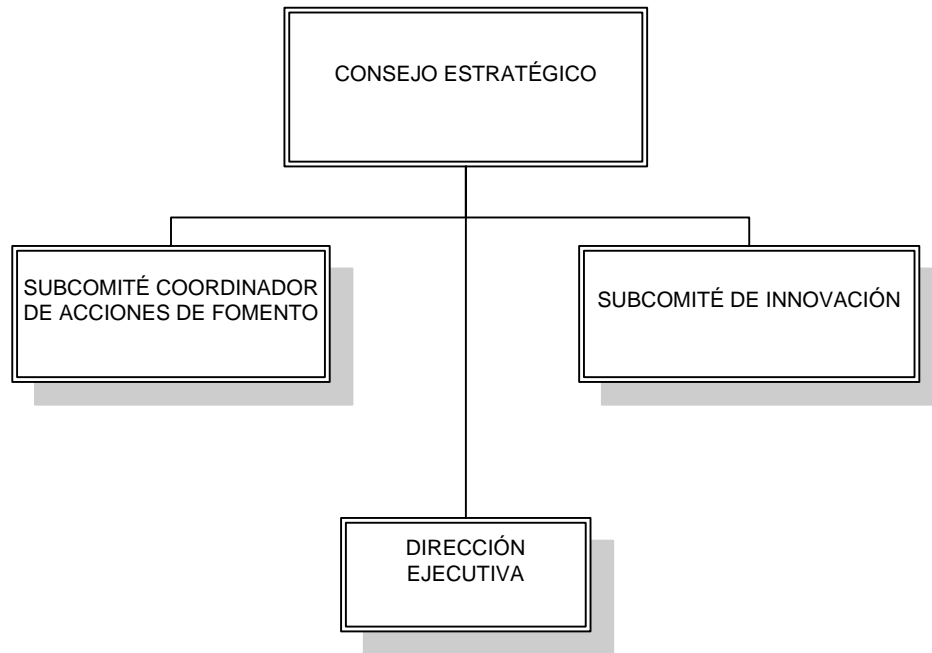 CONSEJO ESTRATÉGICO
SUBCOMITÉ COORDINADOR
DE ACCIONES DE FOMENTO
SUBCOMITÉ DE INNOVACIÓN
DIRECCIÓN
EJECUTIVA